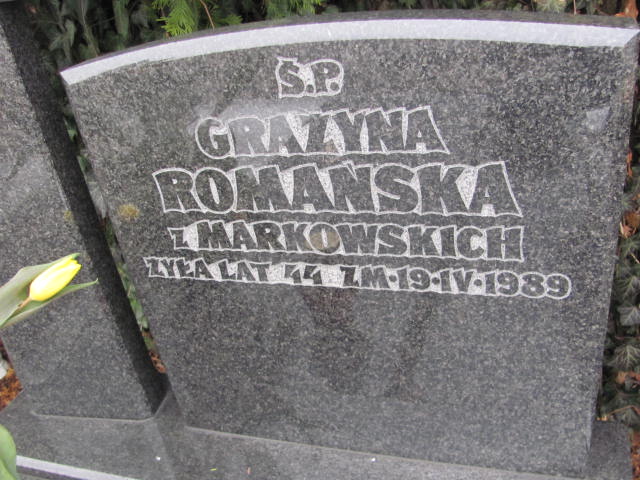 Ś.P.
GRAŻYNA
ROMAŃSKA
z MARKOWSKICH
ŻYŁA LAT 44 ZM·19·IV·1989